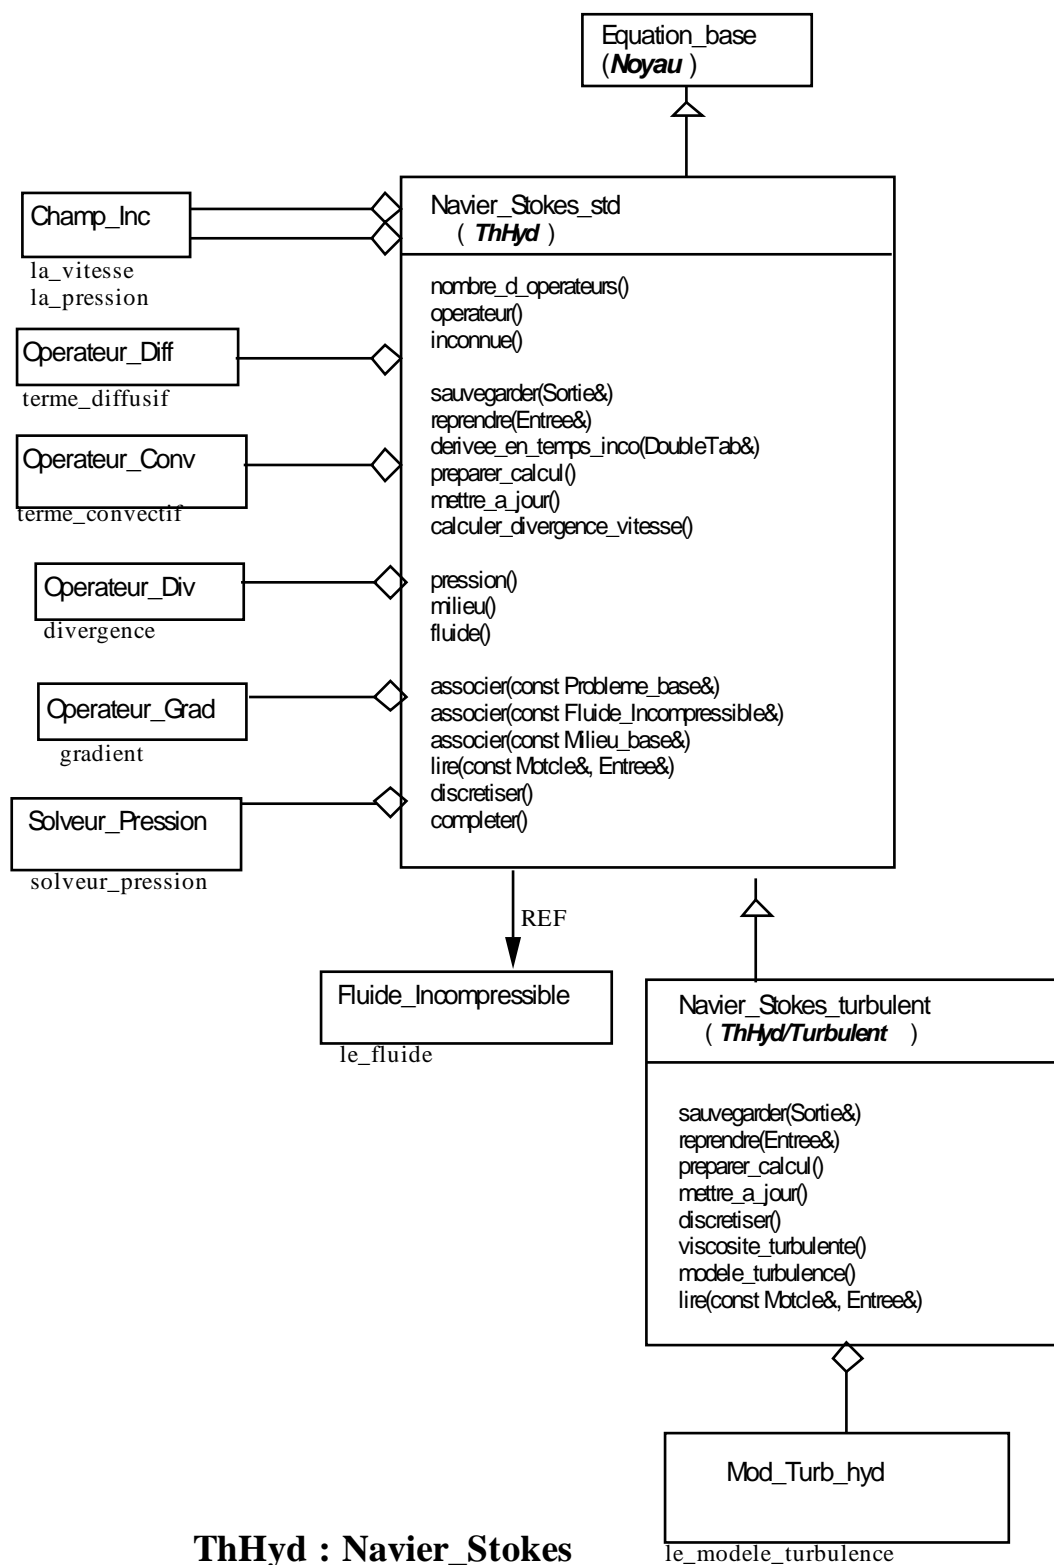 Equation_base
(Noyau )
Champ_Inc
la_vitesse
la_pression
Operateur_Diff
terme_diffusif
Operateur_Conv
terme_convectif
Operateur_Div
divergence
Operateur_Grad
gradient
Solveur_Pression
solveur_pression
Navier_Stokes_std
( ThHyd )
nombre_d_operateurs()
operateur()
inconnue()
sauvegarder(Sortie&)
reprendre(Entree&)
derivee_en_temps_inco(DoubleTab&)
preparer_calcul()
mettre_a_jour()
calculer_divergence_vitesse()
pression()
milieu()
fluide()
associer(const Probleme_base&)
associer(const Fluide_Incompressible&)
associer(const Milieu_base&)
lire(const Motcle&, Entree&)
discretiser()
completer()
REF
Fluide_Incompressible
le_fluide
Navier_Stokes_turbulent
( ThHyd/Turbulent )
sauvegarder(Sortie&)
reprendre(Entree&)
preparer_calcul()
mettre_a_jour()
discretiser()
viscosite_turbulente()
modele_turbulence()
lire(const Motcle&, Entree&)
Mod_Turb_hyd
le_modele_turbulence
ThHyd : Navier_Stokes